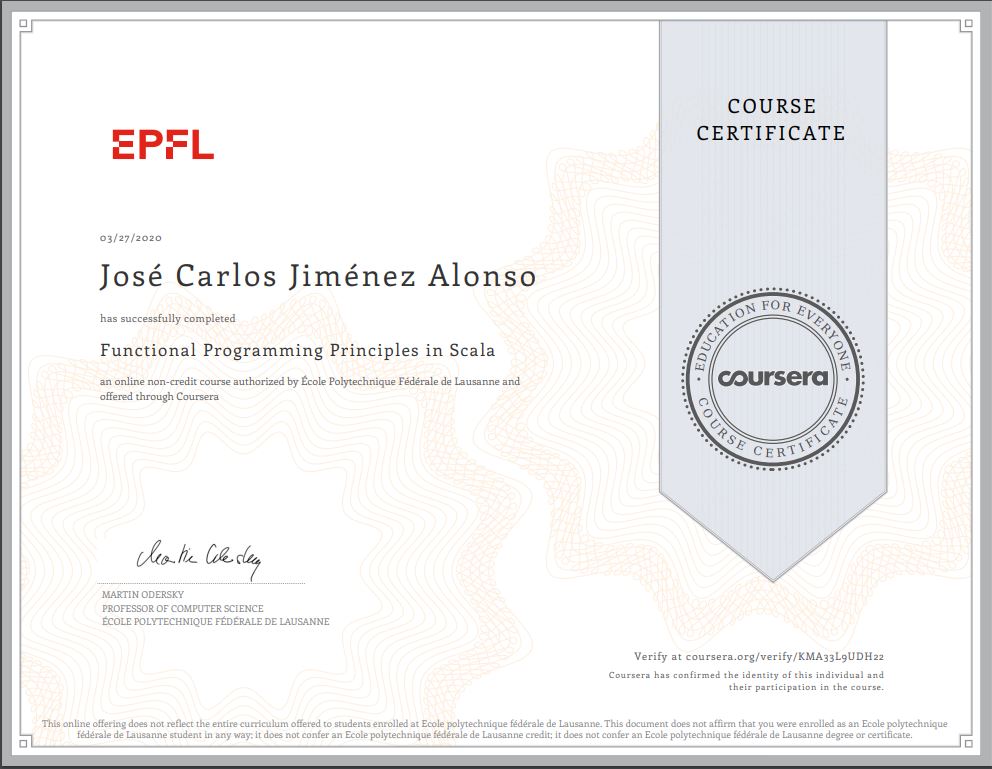 COURSE
CERTIFICATE
EPFL
03/27/2020
José Carlos Jiménez Alonso
has successfully completed
Functional Programming Principles in Scala
an online non-credit course authorized by École Polytechnique Fédérale de Lausanne and
offered through Coursera
EDUCATION FOR EVERYONE
coursera
COURSE CERTIFICATE
Martin Odersky
MARTIN ODERSKY
PROFESSOR OF COMPUTER SCIENCE
ÉCOLE POLYTECHNIQUE FÉDÉRALE DE LAUSANNE
Verify at coursera.org/verify/KMA33L9UDH22
Coursera has confirmed the identity of this individual and
their participation in the course.
This online offering does not reflect the entire curriculum offered to students enrolled at Ecole polytechnique fédérale de Lausanne. This document does not affirm that you were enrolled as an Ecole polytechnique
fédérale de Lausanne student in any way; it does not confer an Ecole polytechnique fédérale de Lausanne credit; it does not confer an Ecole polytechnique fédérale de Lausanne degree or certificate.